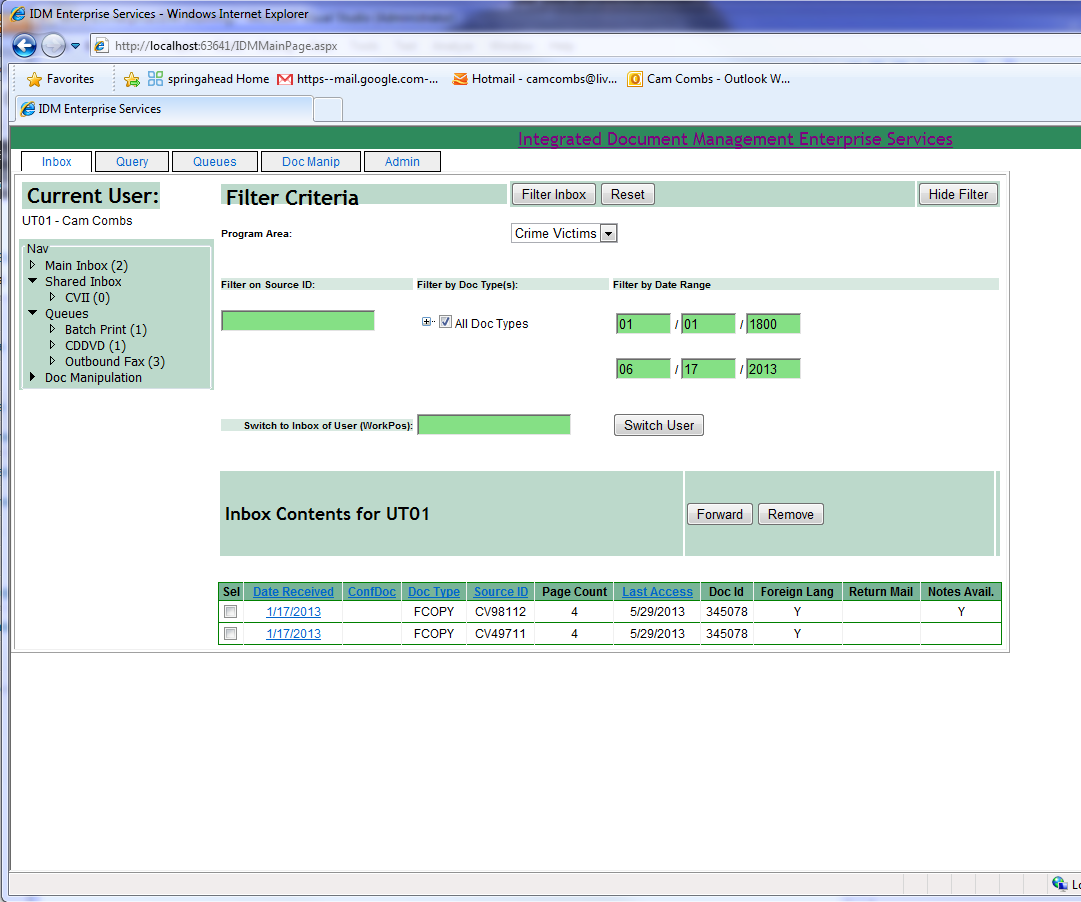 IDM Enterprise Services - Windows Internet Explorer
http://localhost:63641/IDMMainPage.aspx
Favorites springahead Home https--mail.google.com-... Hotmail - camcombs@liv... Cam Combs - Outlook W...
IDM Enterprise Services
Integrated Document Management Enterprise Services
Inbox Query Queues Doc Manip Admin
Current User:
UT01 - Cam Combs
Nav
Main Inbox (2)
Shared Inbox
CVII (0)
Queues
Batch Print (1)
CDDVD (1)
Outbound Fax (3)
Doc Manipulation
Filter Criteria Filter Inbox Reset Hide Filter
Program Area: Crime Victims
Filter on Source ID: Filter by Doc Type(s): Filter by Date Range
All Doc Types 01 / 01 / 1800
06 / 17 / 2013
Switch to Inbox of User (WorkPos): Switch User
Inbox Contents for UT01 Forward Remove
Sel Date Received ConfDoc Doc Type Source ID Page Count Last Access Doc Id Foreign Lang Return Mail Notes Avail.
1/17/2013 FCOPY CV98112 4 5/29/2013 345078 Y Y
1/17/2013 FCOPY CV49711 4 5/29/2013 345078 Y